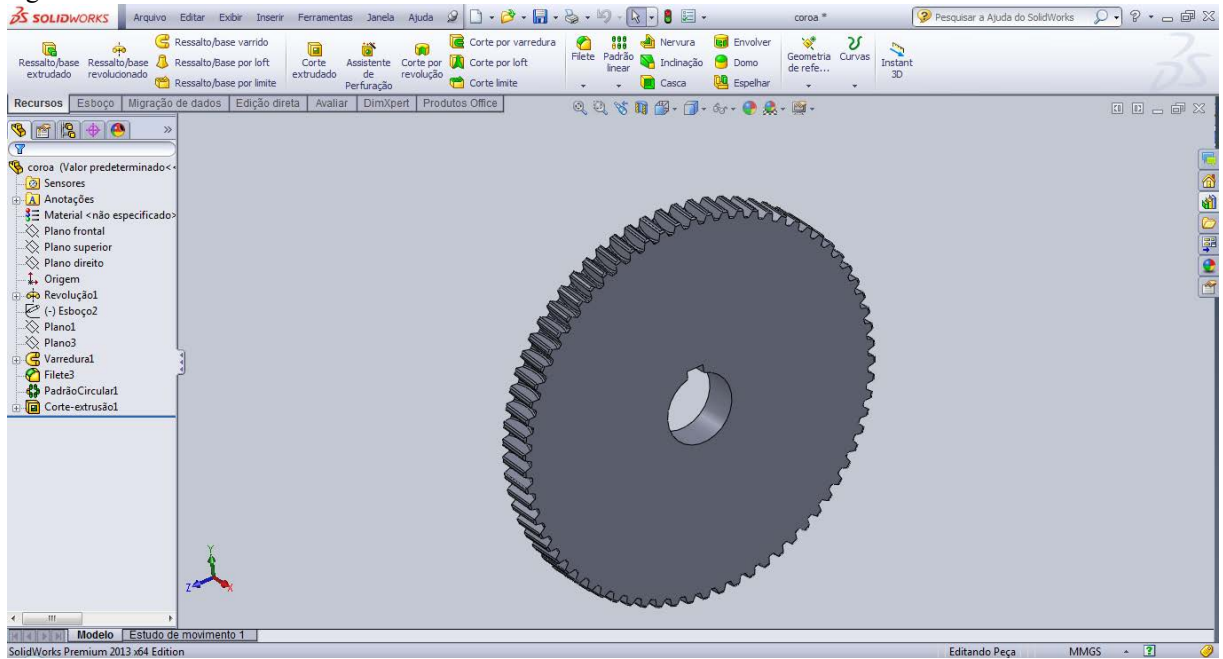 SOLIDWORKS
Arquivo Editar Exibir Inserir Ferramentas Janela Ajuda
coroa *
Pesquisar a Ajuda do SolidWorks
Ressalto/base extrudado
Ressalto/base revolucionado
Ressalto/base varrido
Ressalto/base por loft
Ressalto/base por limite
Corte extrudado
Assistente de Perfuração
Corte por revolução
Corte por varredura
Corte por loft
Corte limite
Filete
Padrão linear
Nervura
Inclinação
Casca
Envolver
Domo
Espelhar
Geometria de refe...
Curvas
Instant 3D
Recursos Esboço Migração de dados Edição direta Avaliar DimXpert Produtos Office
coroa (Valor predeterminado<
Sensores
Anotações
Material <não especificado>
Plano frontal
Plano superior
Plano direito
Origem
Revolução1
(-) Esboço2
Plano1
Plano3
Varredura1
Filete3
PadrãoCircular1
Corte-extrusão1
Y
Z
X
Modelo Estudo de movimento 1
SolidWorks Premium 2013 x64 Edition
Editando Peça
MMGS